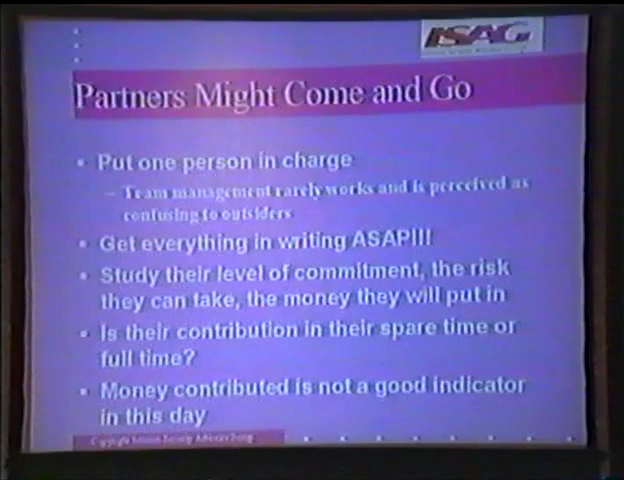 ISAG
Partners Might Come and Go
• Put one person in charge
– Team management rarely works and is perceived as
confusing to outsiders
• Get everything in writing ASAP!!!
• Study their level of commitment, the risk
they can take, the money they will put in
• Is their contribution in their spare time or
full time?
• Money contributed is not a good indicator
in this day
Copyright